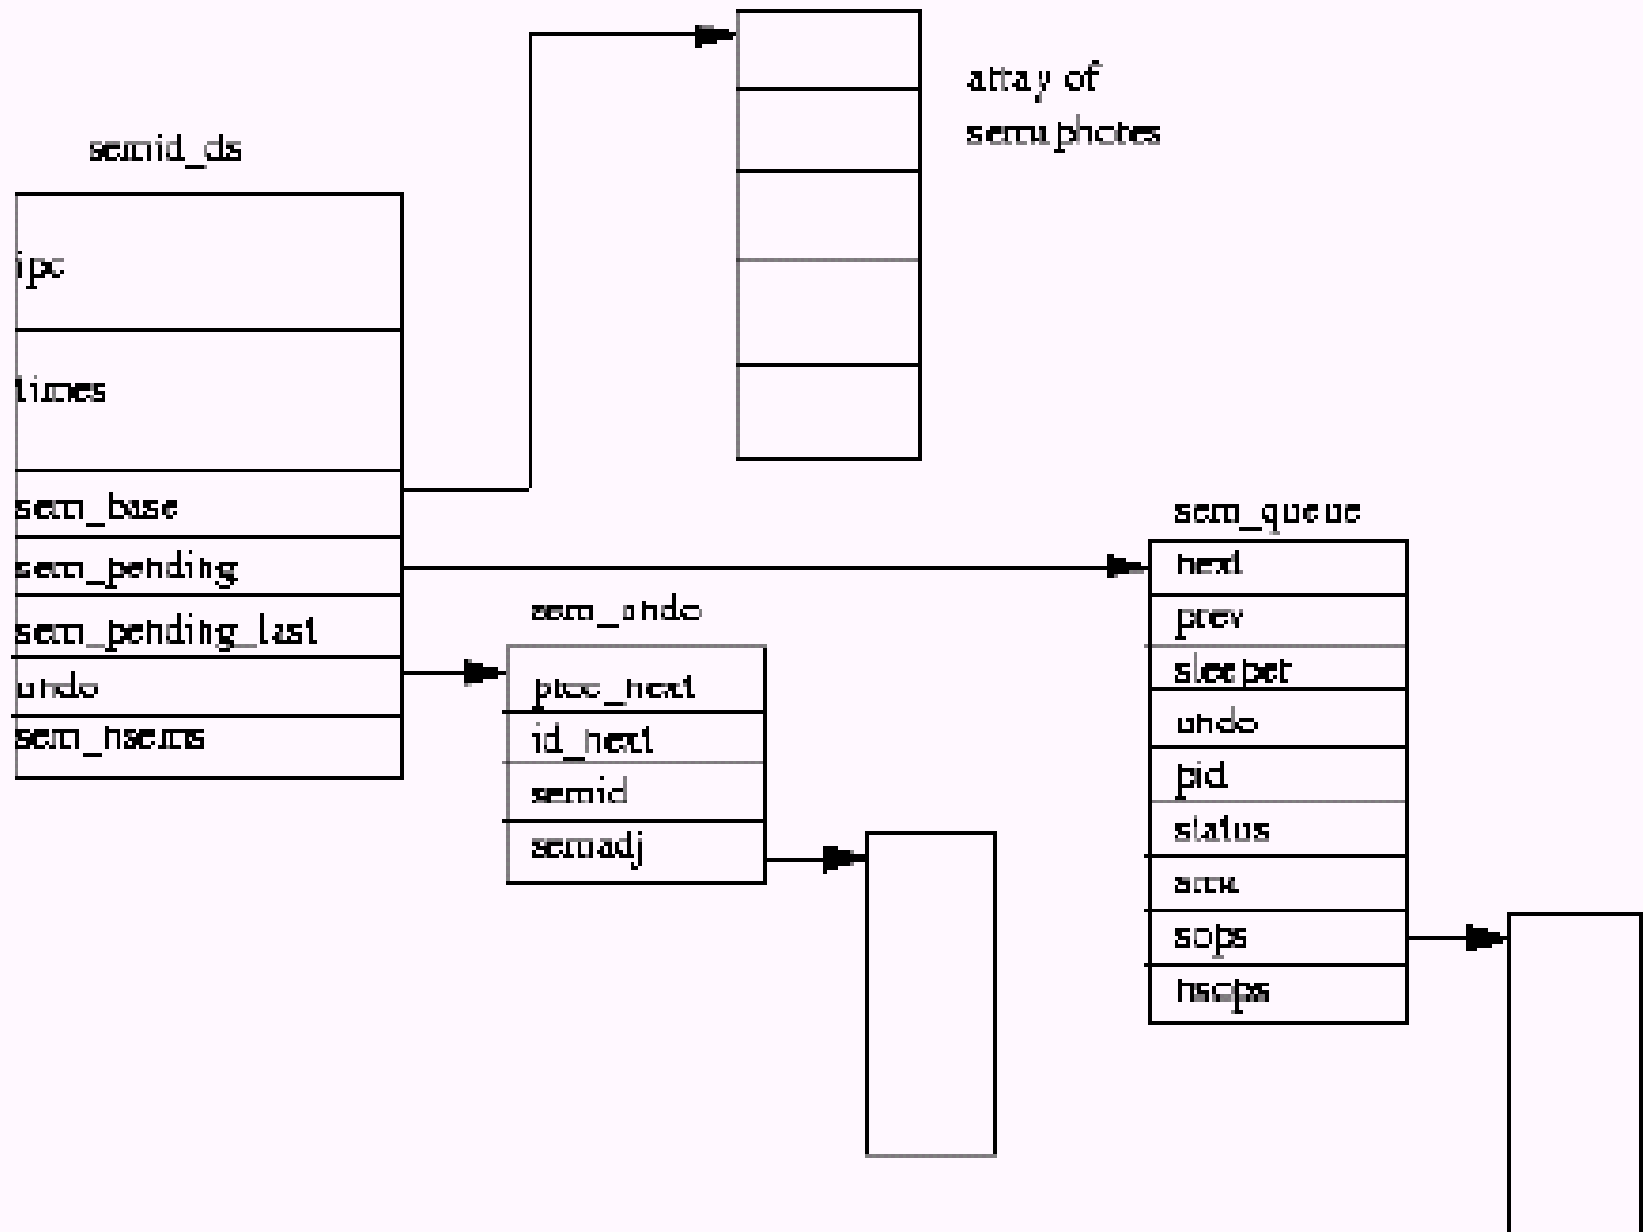 array of
semaphores
semid_ds
ipc
times
sem_base
sem_pending
sem_pending_last
undo
sem_nsems
sem_undo
proc_next
id_next
semid
semadj
sem_queue
next
prev
sleeper
undo
pid
status
sma
sops
nsops